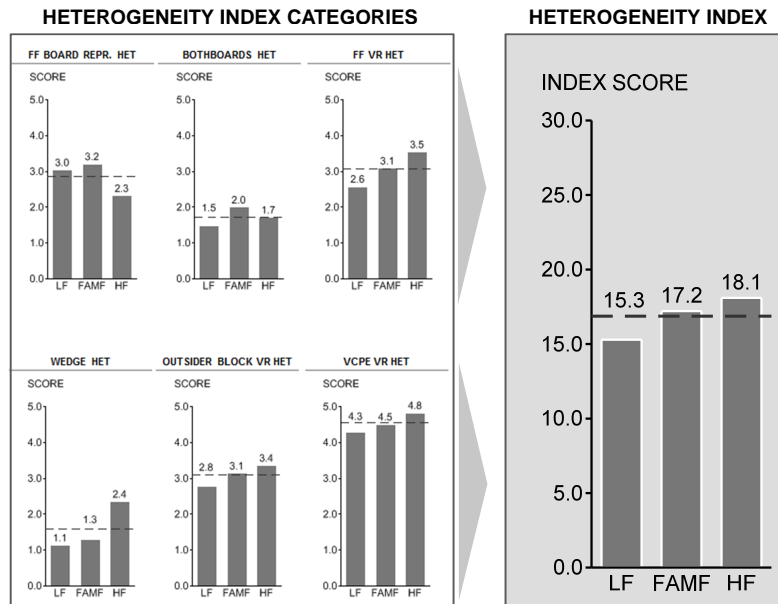 HETEROGENEITY INDEX CATEGORIES
FF BOARD REPR. HET
SCORE
5.0
4.0
3.0
2.0
1.0
0.0
3.0
3.2
2.3
LF FAMF HF
BOTHBOARDS HET
SCORE
5.0
4.0
3.0
2.0
1.0
0.0
1.5
2.0
1.7
LF FAMF HF
FF VR HET
SCORE
5.0
4.0
3.0
2.0
1.0
0.0
2.6
3.1
3.5
LF FAMF HF
WEDGE HET
SCORE
5.0
4.0
3.0
2.0
1.0
0.0
1.1
1.3
2.4
LF FAMF HF
OUTSIDER BLOCK VR HET
SCORE
5.0
4.0
3.0
2.0
1.0
0.0
2.8
3.1
3.4
LF FAMF HF
VCPE VR HET
SCORE
5.0
4.0
3.0
2.0
1.0
0.0
4.3
4.5
4.8
LF FAMF HF
HETEROGENEITY INDEX
INDEX SCORE
30.0
25.0
20.0
15.0
10.0
5.0
0.0
15.3
17.2
18.1
LF FAMF HF